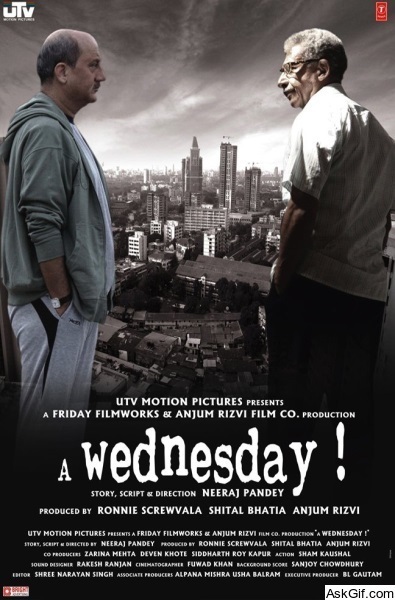 UTV
MOTION PICTURES
T
UTV MOTION PICTURES PRESENTS
A FRIDAY FILMWORKS & ANJUM RIZVI FILM CO. PRODUCTION
A wednesday !
STORY, SCRIPT & DIRECTION NEERAJ PANDEY
PRODUCED BY RONNIE SCREWVALA SHITAL BHATIA ANJUM RIZVI
UTV MOTION PICTURES PRESENTS A FRIDAY FILMWORKS & ANJUM RIZVI FILM CO. PRODUCTION "A WEDNESDAY !"
STORY, SCRIPT & DIRECTED BY NEERAJ PANDEY PRODUCED BY RONNIE SCREWVALA SHITAL BHATIA ANJUM RIZVI
CO PRODUCERS ZARINA MEHTA DEVEN KHOTE SIDDHARTH ROY KAPUR ACTION SHAM KAUSHAL
SOUND DESIGNER RAKESH RANJAN CINEMATOGRAPHER FUWAD KHAN BACKGROUND SCORE SANJOY CHOWDHURY
EDITOR SHREE NARAYAN SINGH ASSOCIATE PRODUCERS ALPANA MISHRA USHA BALRAM EXECUTIVE PRODUCER BL GAUTAM
BRIGHT
AskGif.com